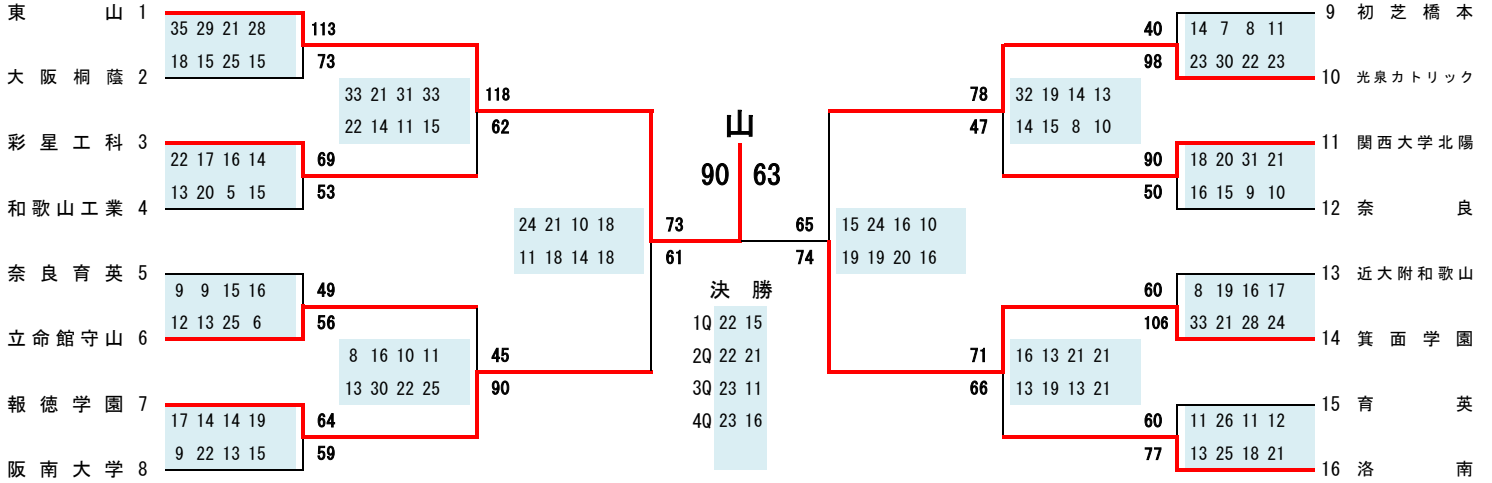 東山 1
35 29 21 28
113
18 15 25 15
73
大阪桐蔭 2
33 21 31 33
118
22 14 11 15
62
彩星工科 3
22 17 16 14
69
13 20 5 15
53
和歌山工業 4
24 21 10 18
73
11 18 14 18
61
奈良育英 5
9 9 15 16
49
12 13 25 6
56
立命館守山 6
8 16 10 11
45
13 30 22 25
90
報徳学園 7
17 14 14 19
64
9 22 13 15
59
阪南大学 8
山
90 63
決勝
1Q 22 15
2Q 22 21
3Q 23 11
4Q 23 16
9 初芝橋本
40
14 7 8 11
98
23 30 22 23
10 光泉カトリック
78
32 19 14 13
47
14 15 8 10
11 関西大学北陽
90
18 20 31 21
50
16 15 9 10
12 奈良
65
15 24 16 10
74
19 19 20 16
13 近大附和歌山
60
8 19 16 17
106
33 21 28 24
14 箕面学園
71
16 13 21 21
66
13 19 13 21
15 育英
60
11 26 11 12
77
13 25 18 21
16 洛南